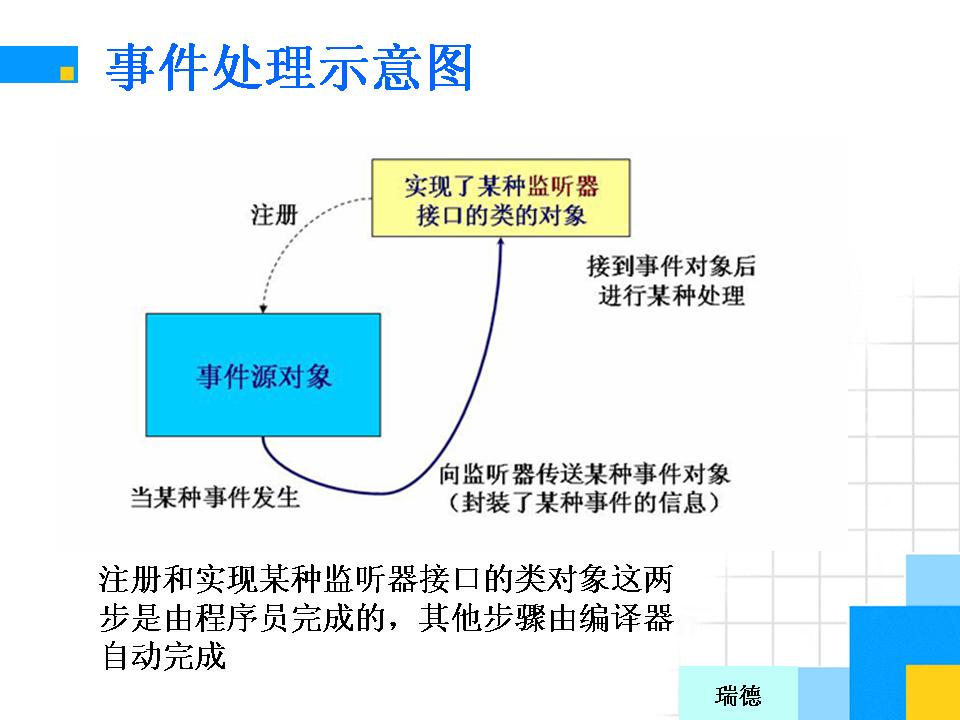 事件处理示意图
实现了某种监听器
接口的类的对象
注册
接到事件对象后
进行某种处理
事件源对象
向监听器传送某种事件对象
（封装了某种事件的信息）
当某种事件发生
注册和实现某种监听器接口的类对象这两
步是由程序员完成的，其他步骤由编译器
自动完成
瑞德